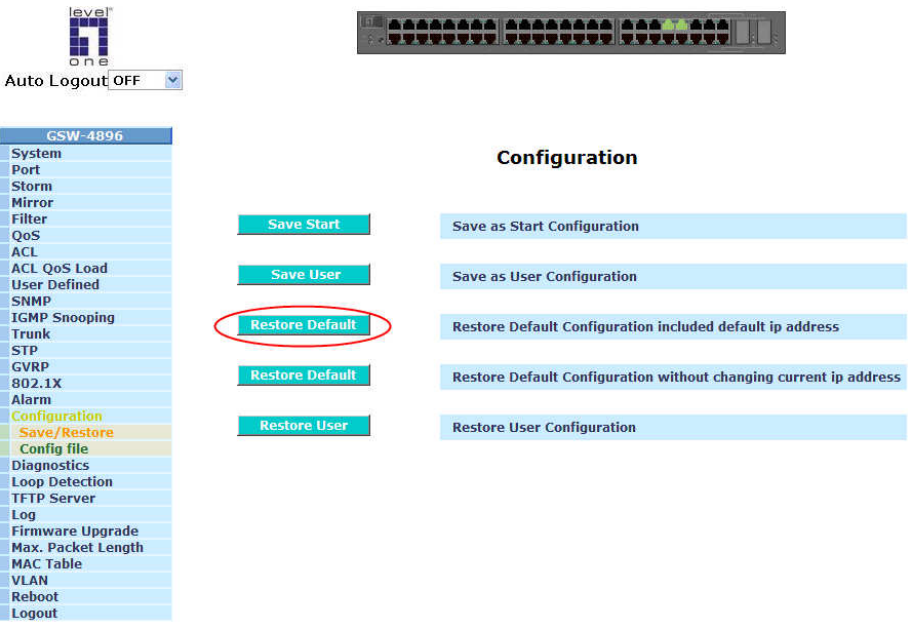 level
one
Auto Logout OFF
GSW-4896
System
Port
Storm
Mirror
Filter
QoS
ACL
ACL QoS Load
User Defined
SNMP
IGMP Snooping
Trunk
STP
GVRP
802.1X
Alarm
Configuration
Save/Restore
Config file
Diagnostics
Loop Detection
TFTP Server
Log
Firmware Upgrade
Max. Packet Length
MAC Table
VLAN
Reboot
Logout
Configuration
Save Start Save as Start Configuration
Save User Save as User Configuration
Restore Default Restore Default Configuration included default ip address
Restore Default Restore Default Configuration without changing current ip address
Restore User Restore User Configuration